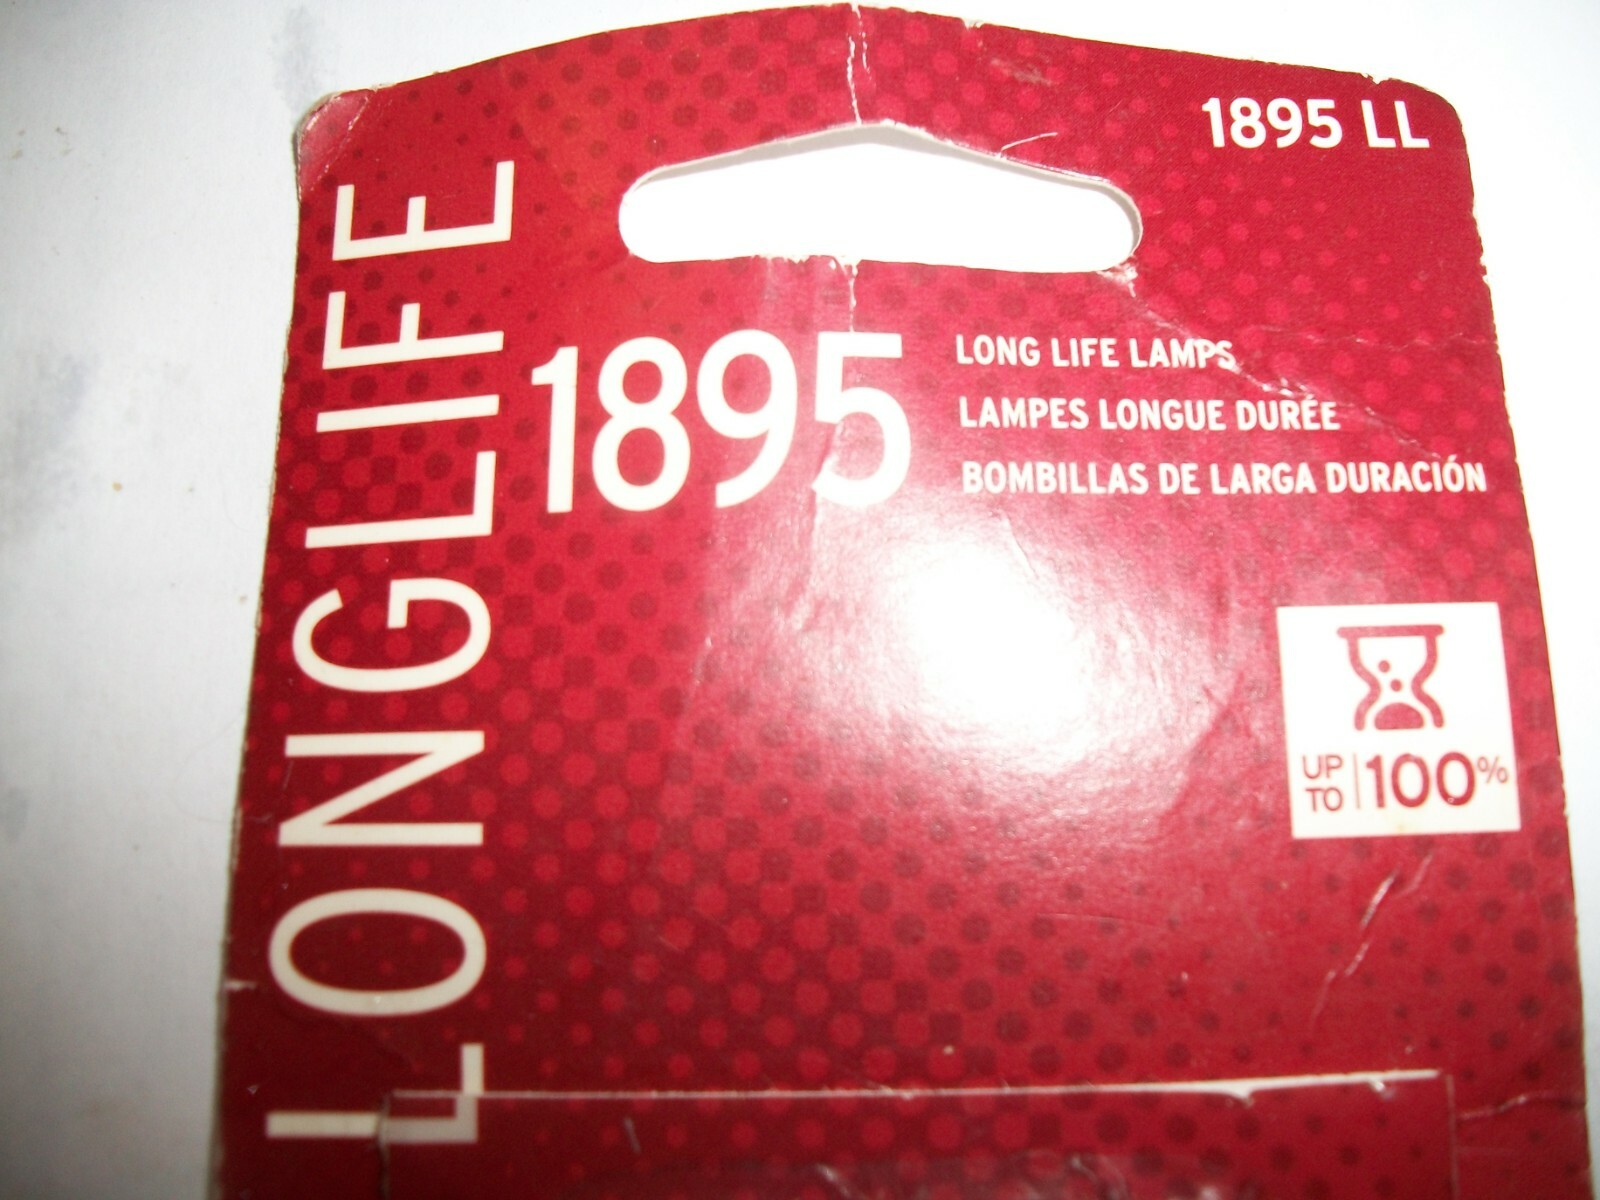 1895 LL
LONGLIFE
1895
LONG LIFE LAMPS
LAMPES LONGUE DURÉE
BOMBILLAS DE LARGA DURACIÓN
UP TO 100%